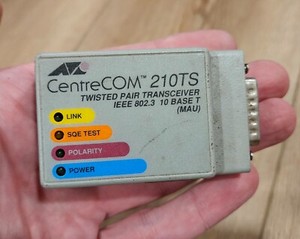 CentreCOM™ 210TS
TWISTED PAIR TRANSCEIVER
IEEE 802.3 10 BASE T
(MAU)
LINK
SQE TEST
POLARITY
POWER